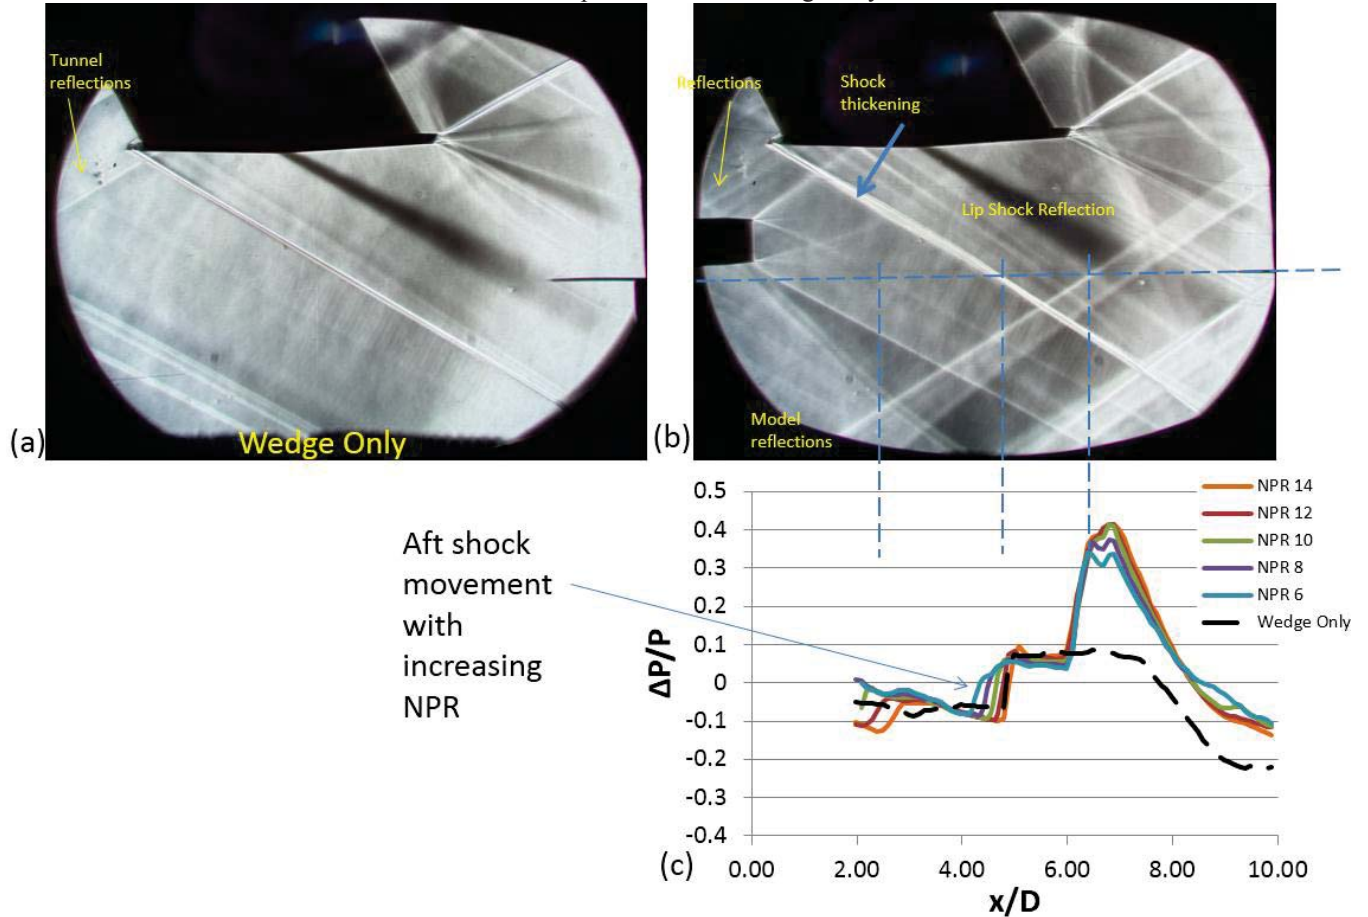 Tunnel
reflections
Wedge Only
(a)
Reflections
Shock
thickening
Lip Shock Reflection
Model
reflections
(b)
Aft shock
movement
with
increasing
NPR
0.5
0.4
0.3
0.2
0.1
0
-0.1
-0.2
-0.3
-0.4
ΔP/P
NPR 14
NPR 12
NPR 10
NPR 8
NPR 6
Wedge Only
(c)
0.00 2.00 4.00 6.00 8.00 10.00
x/D